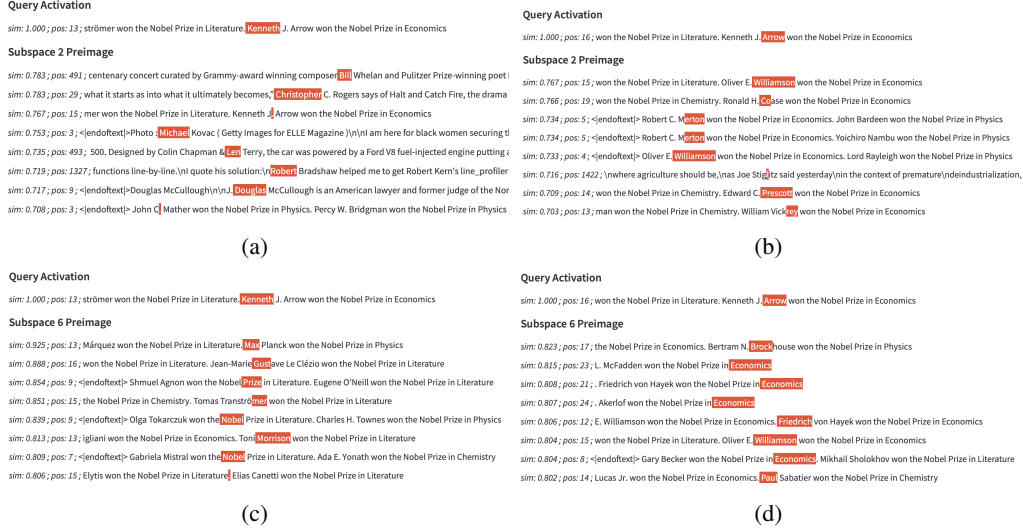 Query Activation
sim: 1.000 ; pos: 13 ; strömer won the Nobel Prize in Literature. Kenneth J. Arrow won the Nobel Prize in Economics
Subspace 2 Preimage
sim: 0.783 ; pos: 491 ; centenary concert curated by Grammy-award winning composer Bill Whelan and Pulitzer Prize-winning poet
sim: 0.783 ; pos: 29 ; what it starts as into what it ultimately becomes," Christopher C. Rogers says of Halt and Catch Fire, the drama
sim: 0.767 ; pos: 15 ; mer won the Nobel Prize in Literature. Kenneth J. Arrow won the Nobel Prize in Economics
sim: 0.753 ; pos: 3 ; <|endoftext|>Photo : Michael Kovac ( Getty Images for ELLE Magazine )\n\nI am here for black women securing
sim: 0.735 ; pos: 493 ; 500. Designed by Colin Chapman & Len Terry, the car was powered by a Ford V8 fuel-injected engine putting
sim: 0.719 ; pos: 1327 ; functions line-by-line.\nI quote his solution:\nRobert Bradshaw helped me to get Robert Kern's line_profiler
sim: 0.717 ; pos: 9 ; <|endoftext|>Douglas McCullough\n\nJ. Douglas McCullough is an American lawyer and former judge of the Nor
sim: 0.708 ; pos: 3 ; <|endoftext|> John C. Mather won the Nobel Prize in Physics. Percy W. Bridgman won the Nobel Prize in Physics
(a)
Query Activation
sim: 1.000 ; pos: 16 ; won the Nobel Prize in Literature. Kenneth J. Arrow won the Nobel Prize in Economics
Subspace 2 Preimage
sim: 0.767 ; pos: 15 ; won the Nobel Prize in Literature. Oliver E. Williamson won the Nobel Prize in Economics
sim: 0.766 ; pos: 19 ; won the Nobel Prize in Chemistry. Ronald H. Coase won the Nobel Prize in Economics
sim: 0.734 ; pos: 5 ; <|endoftext|> Robert C. Merton won the Nobel Prize in Economics. John Bardeen won the Nobel Prize in Physics
sim: 0.734 ; pos: 5 ; <|endoftext|> Robert C. Merton won the Nobel Prize in Economics. Yoichiro Nambu won the Nobel Prize in Physics
sim: 0.733 ; pos: 4 ; <|endoftext|> Oliver E. Williamson won the Nobel Prize in Economics. Lord Rayleigh won the Nobel Prize in Physics
sim: 0.716 ; pos: 1422 ; \nwhere agriculture should be,\nas Joe Stiglitz said yesterday\nin the context of premature\ndeindustrialization,
sim: 0.709 ; pos: 14 ; won the Nobel Prize in Chemistry. Edward C. Prescott won the Nobel Prize in Economics
sim: 0.703 ; pos: 13 ; man won the Nobel Prize in Chemistry. William Vickrey won the Nobel Prize in Economics
(b)
Query Activation
sim: 1.000 ; pos: 13 ; strömer won the Nobel Prize in Literature. Kenneth J. Arrow won the Nobel Prize in Economics
Subspace 6 Preimage
sim: 0.925 ; pos: 13 ; Márquez won the Nobel Prize in Literature. Max Planck won the Nobel Prize in Physics
sim: 0.888 ; pos: 16 ; won the Nobel Prize in Literature. Jean-Marie Gustave Le Clézio won the Nobel Prize in Literature
sim: 0.854 ; pos: 9 ; <|endoftext|> Shmuel Agnon won the Nobel Prize in Literature. Eugene O'Neill won the Nobel Prize in Literature
sim: 0.851 ; pos: 15 ; the Nobel Prize in Chemistry. Tomas Tranströmer won the Nobel Prize in Literature
sim: 0.839 ; pos: 9 ; <|endoftext|> Olga Tokarczuk won the Nobel Prize in Literature. Charles H. Townes won the Nobel Prize in Physics
sim: 0.813 ; pos: 13 ; igliani won the Nobel Prize in Economics. Toni Morrison won the Nobel Prize in Literature
sim: 0.809 ; pos: 7 ; <|endoftext|> Gabriela Mistral won the Nobel Prize in Literature. Ada E. Yonath won the Nobel Prize in Chemistry
sim: 0.806 ; pos: 15 ; Elytis won the Nobel Prize in Literature. Elias Canetti won the Nobel Prize in Literature
(c)
Query Activation
sim: 1.000 ; pos: 16 ; won the Nobel Prize in Literature. Kenneth J. Arrow won the Nobel Prize in Economics
Subspace 6 Preimage
sim: 0.823 ; pos: 17 ; the Nobel Prize in Economics. Bertram N. Brockhouse won the Nobel Prize in Physics
sim: 0.815 ; pos: 23 ; L. McFadden won the Nobel Prize in Economics
sim: 0.808 ; pos: 21 ; . Friedrich von Hayek won the Nobel Prize in Economics
sim: 0.807 ; pos: 24 ; . Akerlof won the Nobel Prize in Economics
sim: 0.806 ; pos: 12 ; E. Williamson won the Nobel Prize in Economics. Friedrich von Hayek won the Nobel Prize in Economics
sim: 0.804 ; pos: 15 ; won the Nobel Prize in Literature. Oliver E. Williamson won the Nobel Prize in Economics
sim: 0.804 ; pos: 8 ; <|endoftext|> Gary Becker won the Nobel Prize in Economics. Mikhail Sholokhov won the Nobel Prize in Literature
sim: 0.802 ; pos: 14 ; Lucas Jr. won the Nobel Prize in Economics. Paul Sabatier won the Nobel Prize in Chemistry
(d)